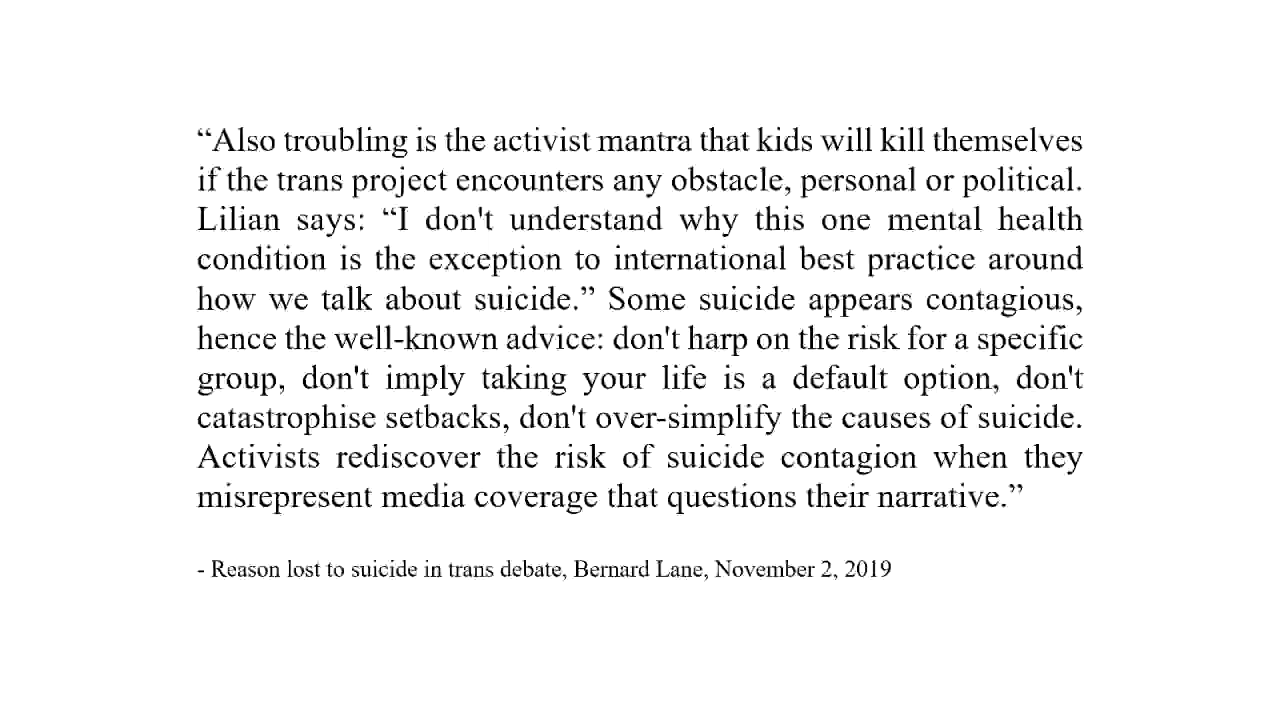 “Also troubling is the activist mantra that kids will kill themselves
if the trans project encounters any obstacle, personal or political.
Lilian says: “I don't understand why this one mental health
condition is the exception to international best practice around
how we talk about suicide.” Some suicide appears contagious,
hence the well-known advice: don't harp on the risk for a specific
group, don't imply taking your life is a default option, don't
catastrophise setbacks, don't over-simplify the causes of suicide.
Activists rediscover the risk of suicide contagion when they
misrepresent media coverage that questions their narrative.”
- Reason lost to suicide in trans debate, Bernard Lane, November 2, 2019